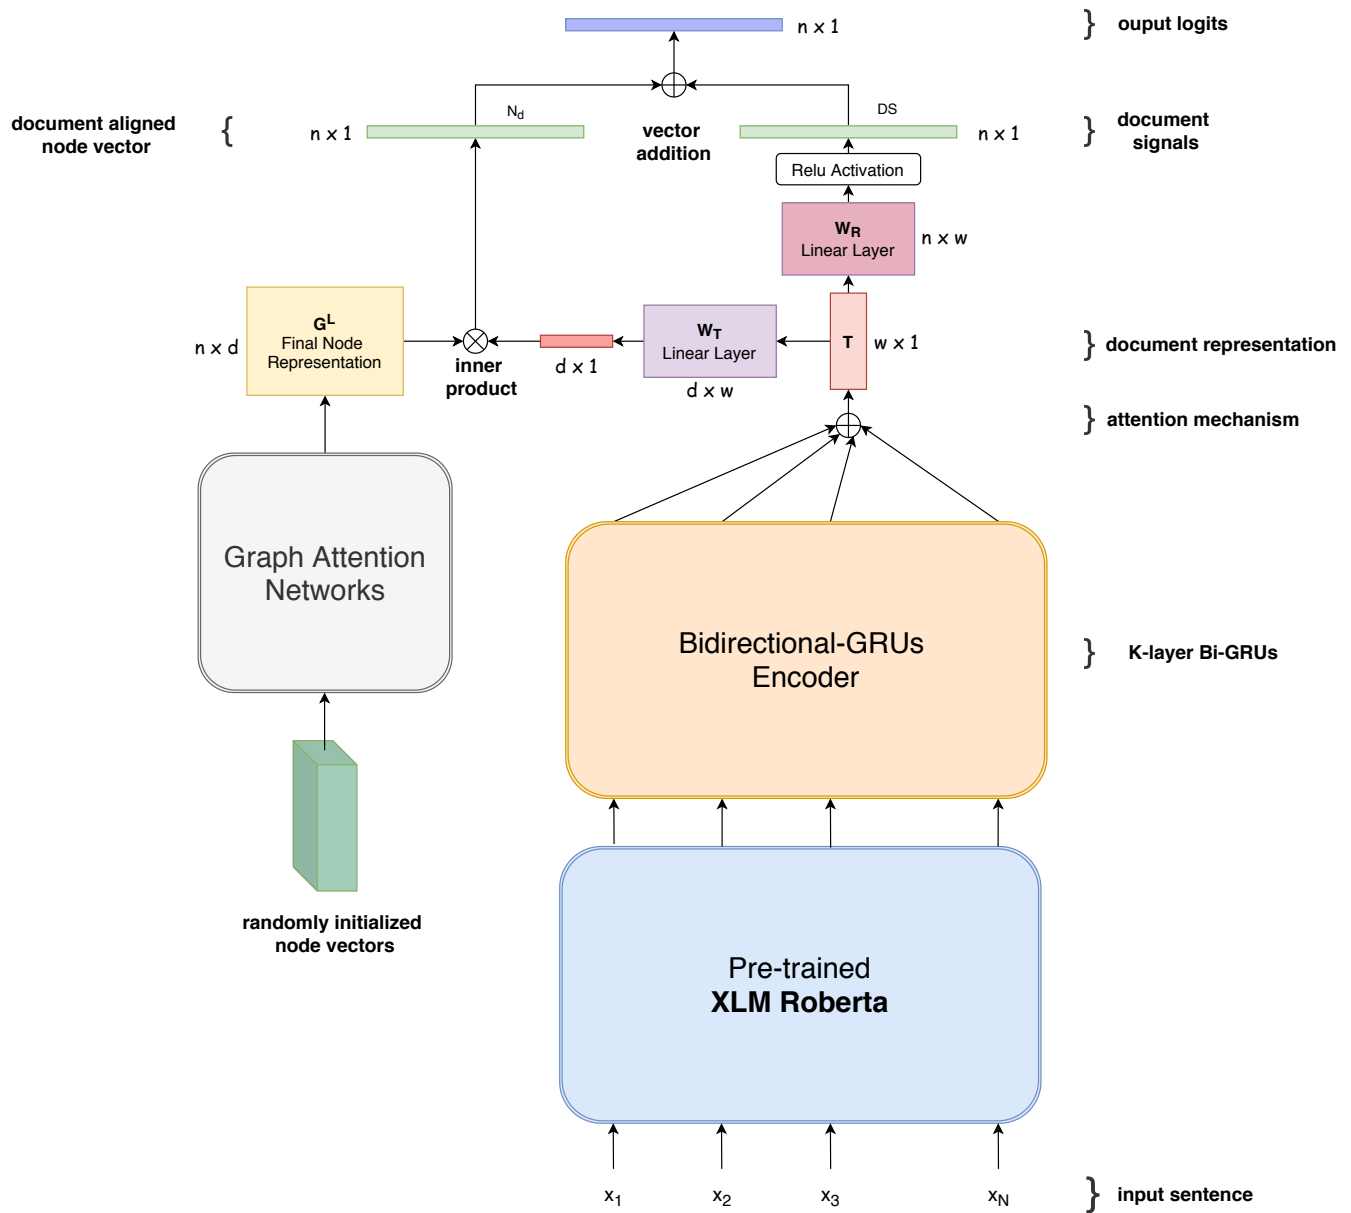 n x 1
} ouput logits
document aligned
node vector
{
n x 1
N_d
vector
addition
DS
n x 1
} document
signals
Relu Activation
W_R
Linear Layer
n x w
n x d
G^L
Final Node
Representation
inner
product
d x 1
W_T
Linear Layer
d x w
T
w x 1
} document representation
} attention mechanism
Graph Attention
Networks
Bidirectional-GRUs
Encoder
} K-layer Bi-GRUs
randomly initialized
node vectors
Pre-trained
XLM Roberta
x_1 x_2 x_3 x_N
} input sentence